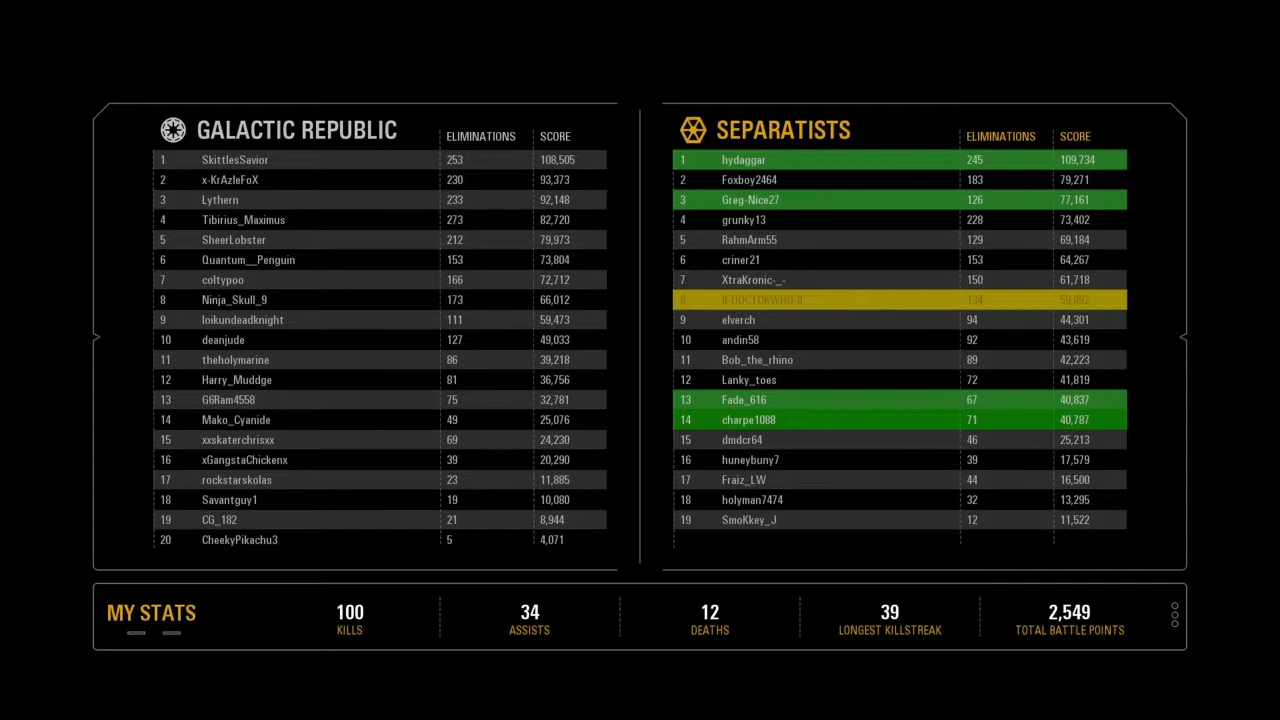 GALACTIC REPUBLIC ELIMINATIONS SCORE
1 SkittlesSavior 253 108,505
2 x-KrAzleFoX 230 93,373
3 Lythern 233 92,148
4 Tibirius_Maximus 273 82,720
5 SheerLobster 212 79,973
6 Quantum__Penguin 153 73,804
7 coltypoo 166 72,712
8 Ninja_Skull_9 173 66,012
9 loikundeadknight 111 59,473
10 deanjude 127 49,033
11 theholymarine 86 39,218
12 Harry_Muddge 81 36,756
13 G6Ram4558 75 32,781
14 Mako_Cyanide 49 25,076
15 xxskaterchrisxx 69 24,230
16 xGangstaChickenx 39 20,290
17 rockstarskolas 23 11,885
18 Savantguy1 19 10,080
19 CG_182 21 8,944
20 CheekyPikachu3 5 4,071
SEPARATISTS ELIMINATIONS SCORE
1 hydaggar 245 109,734
2 Foxboy2464 183 79,271
3 Greg-Nice27 126 77,161
4 grunky13 228 73,402
5 RahmArm55 129 69,184
6 criner21 153 64,267
7 XtraKronic-_- 150 61,718
8 134 59,092
9 elverch 94 44,301
10 andin58 92 43,619
11 Bob_the_rhino 89 42,223
12 Lanky_toes 72 41,819
13 Fade_616 67 40,837
14 charpe1088 71 40,787
15 dmdcr64 46 25,213
16 huneybuny7 39 17,579
17 Fraiz_LW 44 16,500
18 holyman7474 32 13,295
19 SmoKkey_J 12 11,522
MY STATS
100 34 12 39 2,549
KILLS ASSISTS DEATHS LONGEST KILLSTREAK TOTAL BATTLE POINTS